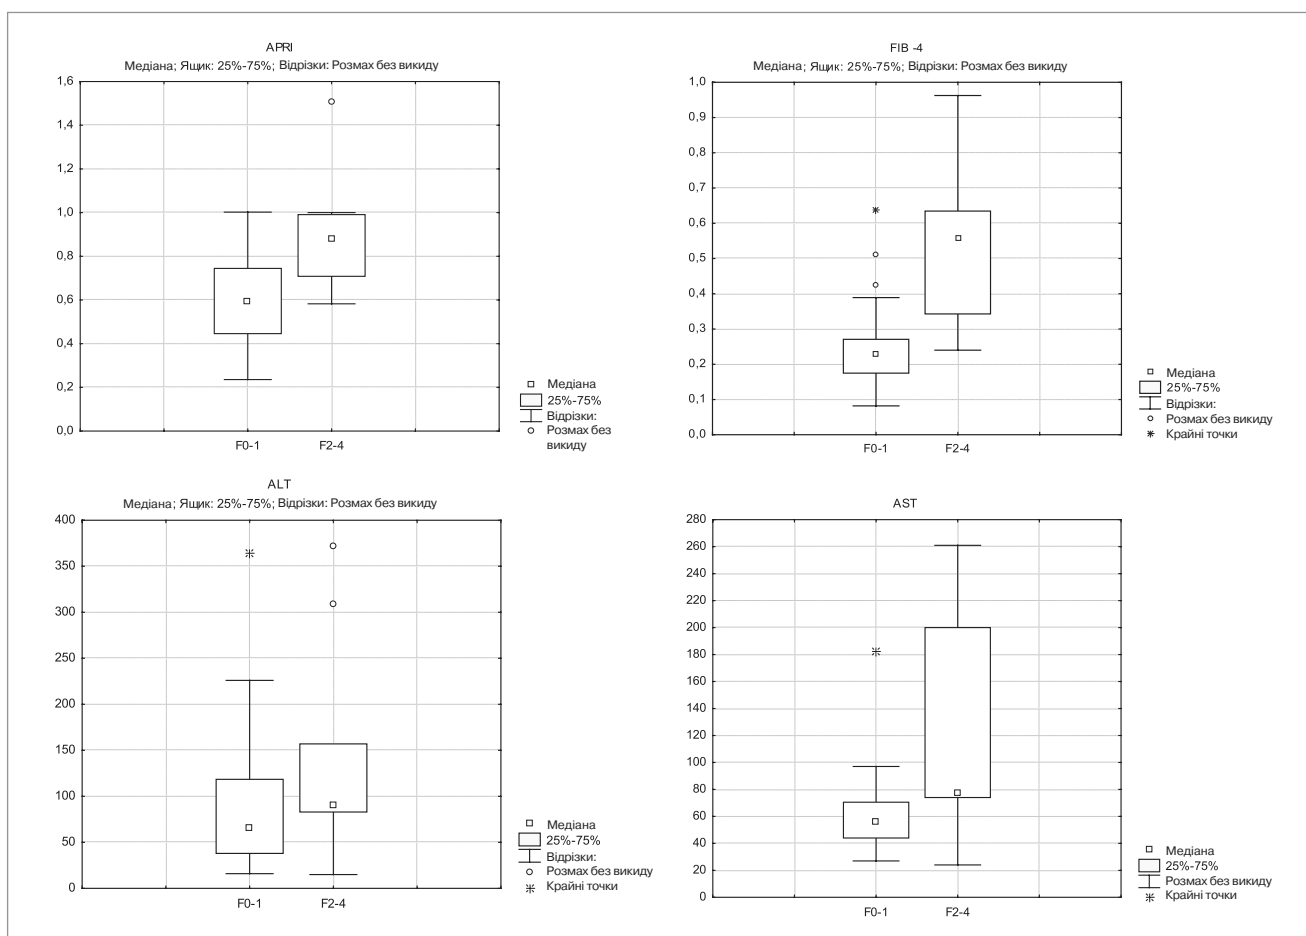 APRI
Медіана; Ящик: 25%-75%; Відрізки: Розмах без викиду
1,6
1,4
1,2
1,0
0,8
0,6
0,4
0,2
0,0
F0-1
F2-4
Медіана
25%-75%
Відрізки:
Розмах без
викиду
FIB -4
Медіана; Ящик: 25%-75%; Відрізки: Розмах без викиду
1,0
0,9
0,8
0,7
0,6
0,5
0,4
0,3
0,2
0,1
0,0
F0-1
F2-4
Медіана
25%-75%
Відрізки:
Розмах без викиду
Крайні точки
ALT
Медіана; Ящик: 25%-75%; Відрізки: Розмах без викиду
400
350
300
250
200
150
100
50
0
F0-1
F2-4
Медіана
25%-75%
Відрізки:
Розмах без викиду
Крайні точки
AST
280
260
240
220
200
180
160
140
120
100
80
60
40
20
0
F0-1
F2-4
Медіана
25%-75%
Розмах без викиду
Крайні точки